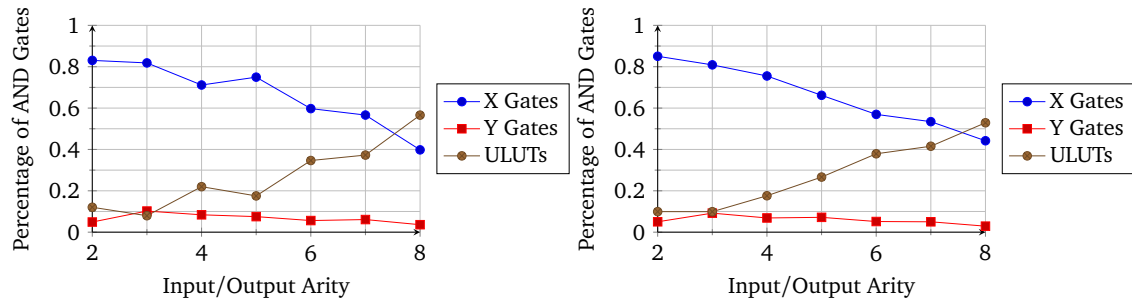 Percentage of AND Gates
1
0.8
0.6
0.4
0.2
0
2 4 6 8
Input/Output Arity
X Gates
Y Gates
ULUTs
Percentage of AND Gates
1
0.8
0.6
0.4
0.2
0
2 4 6 8
Input/Output Arity
X Gates
Y Gates
ULUTs